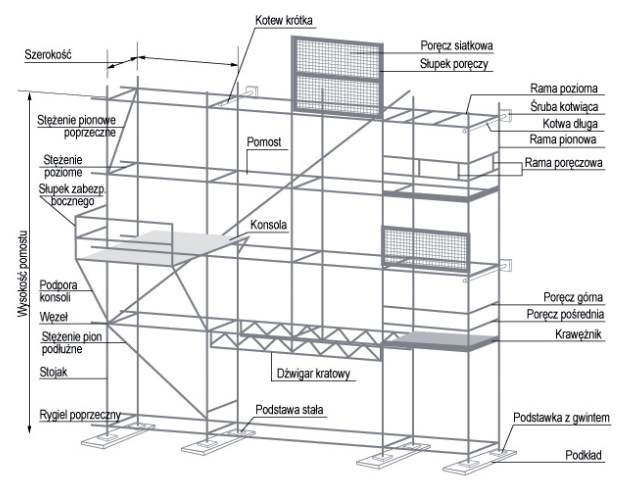 Kotew krótka
Szerokość
Poręcz siatkowa
Słupek poręczy
Rama pozioma
Śruba kotwiąca
Kotwa długa
Rama pionowa
Rama poręczowa
Stężenie pionowe
poprzeczne
Pomost
Stężenie
poziome
Słupek zabezp.
bocznego
Konsola
Wysokość pomostu
Podpora
konsoli
Węzeł
Stężenie pion
podłużne
Stojak
Rygiel poprzeczny
Poręcz górna
Poręcz pośrednia
Krawężnik
Dźwigar kratowy
Podstawa stała
Podstawka z gwintem
Podkład